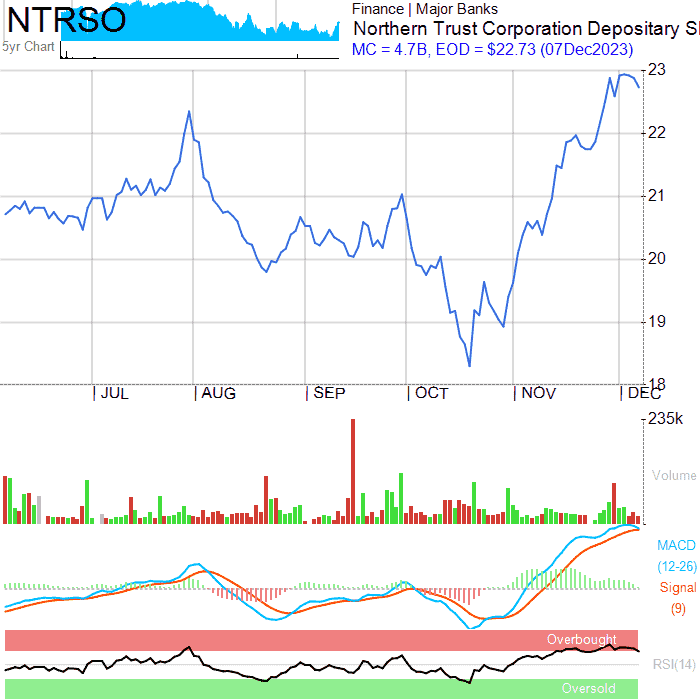 NTRSO
5yr Chart
Finance | Major Banks
Northern Trust Corporation Depositary S
MC = 4.7B, EOD = $22.73 (07Dec2023)
23
22
21
20
19
18
JUL AUG SEP OCT NOV DEC
235k
Volume
MACD
(12-26)
Signal
(9)
Overbought
RSI(14)
Oversold